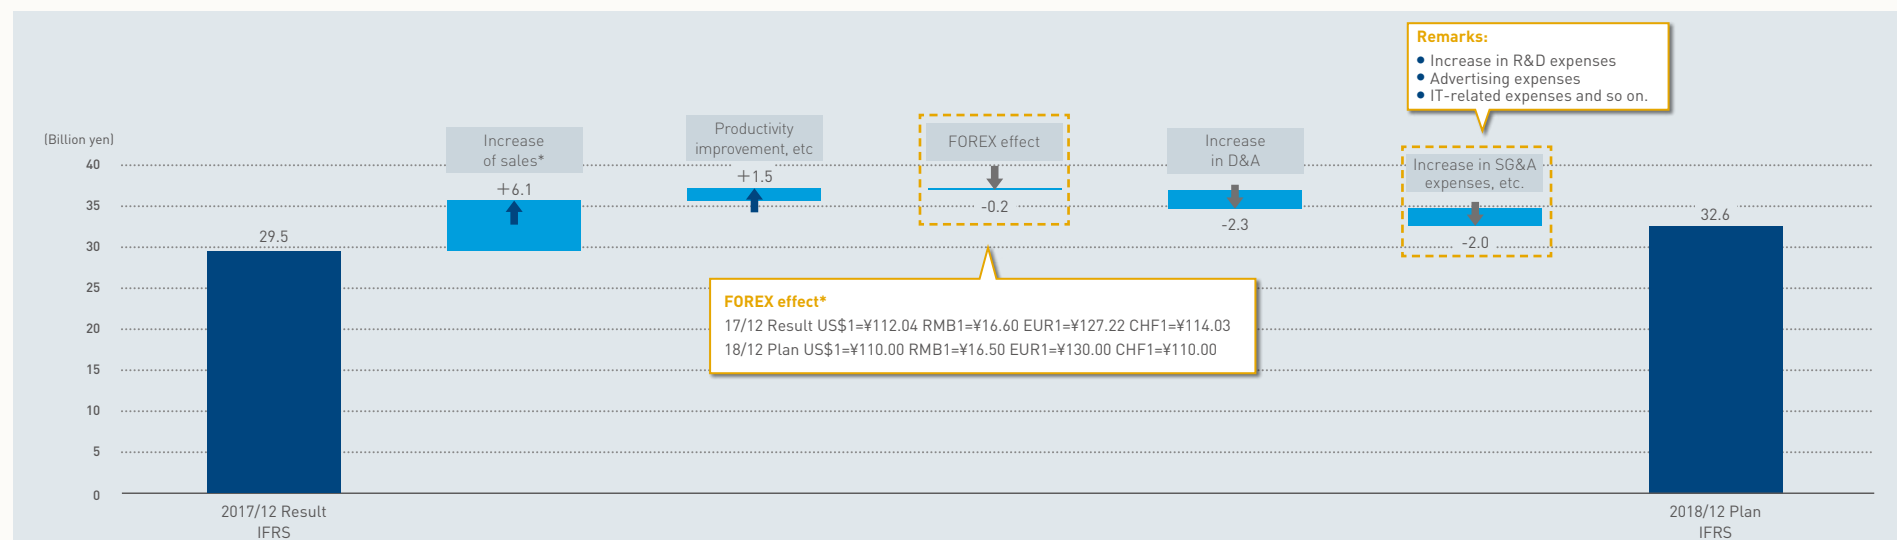 Remarks:
● Increase in R&D expenses
● Advertising expenses
● IT-related expenses and so on.
(Billion yen)
40
35
30
25
20
15
10
5
0
29.5
Increase
of sales*
+6.1
Productivity
improvement, etc
+1.5
FOREX effect
-0.2
Increase
in D&A
-2.3
Increase in SG&A
expenses, etc.
-2.0
32.6
FOREX effect*
17/12 Result US$1=¥112.04 RMB1=¥16.60 EUR1=¥127.22 CHF1=¥114.03
18/12 Plan US$1=¥110.00 RMB1=¥16.50 EUR1=¥130.00 CHF1=¥110.00
2017/12 Result
IFRS
2018/12 Plan
IFRS